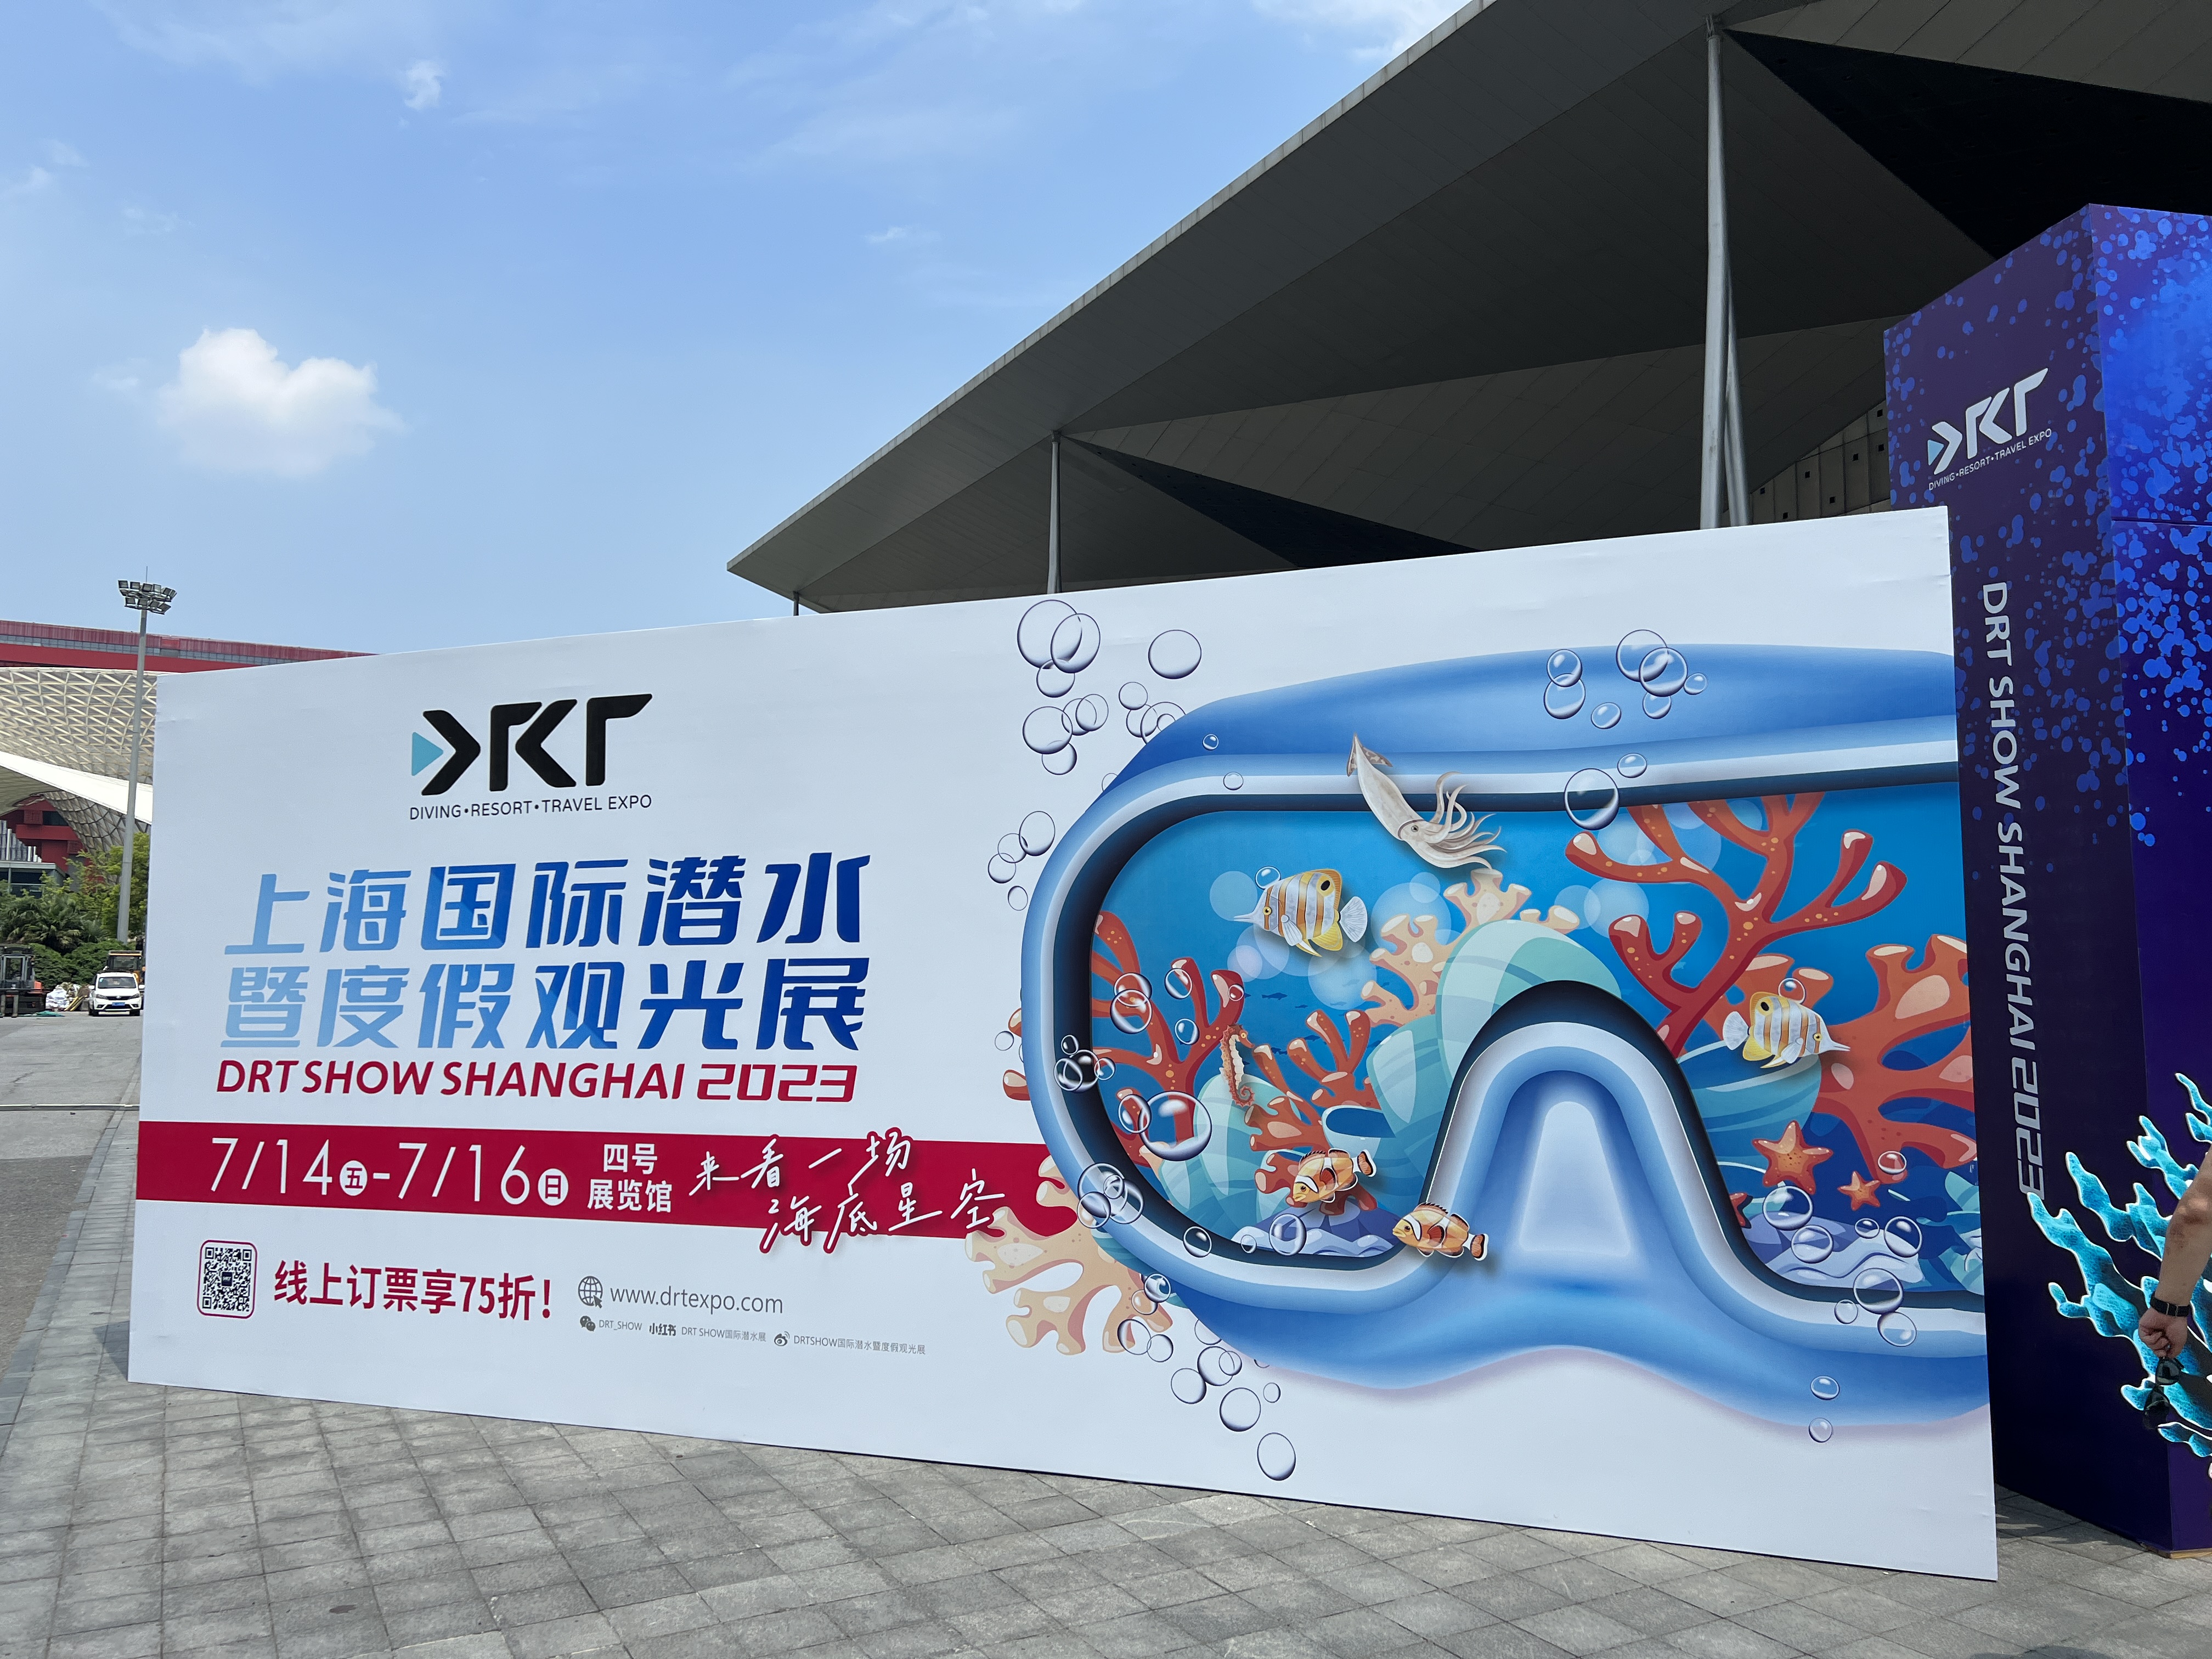 DRT
DIVING•RESORT•TRAVEL EXPO
上海国际潜水
暨度假观光展
DRT SHOW SHANGHAI 2023
7/14五-7/16日
四号
展览馆
来看一场
海底星空
线上订票享75折!
www.drtexpo.com
DRT_SHOW 小红书 DRT SHOW国际潜水展 DRTSHOW国际潜水暨度假观光展
DRT
DIVING•RESORT•TRAVEL EXPO
DRT SHOW SHANGHAI 2023